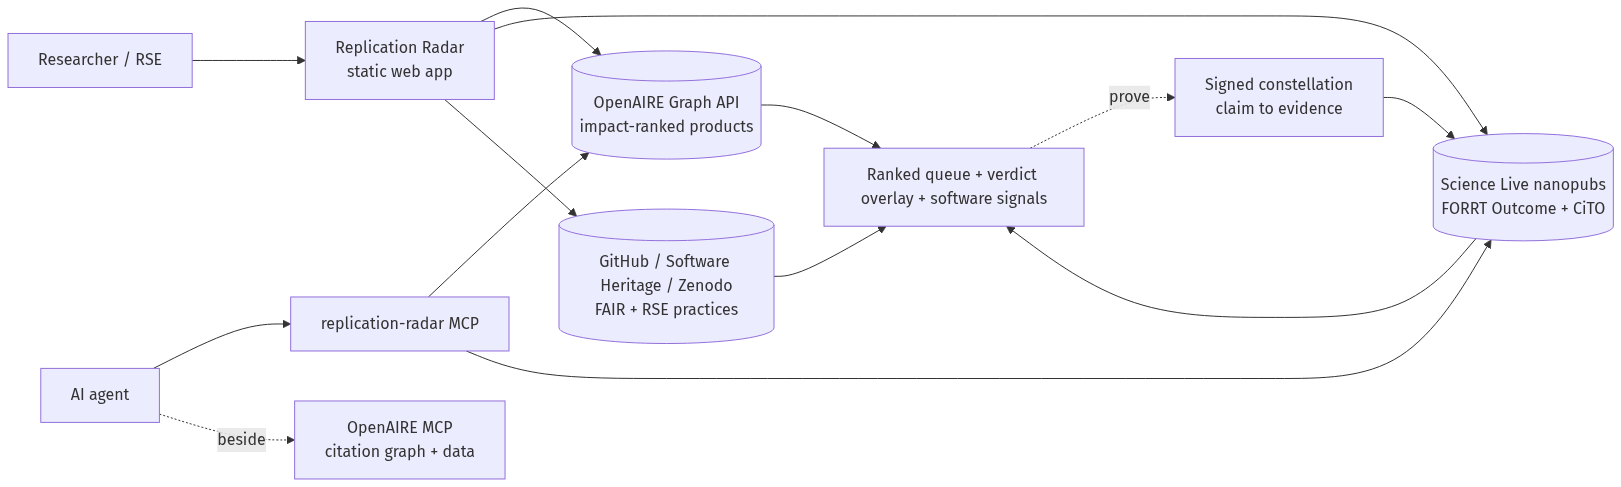 Researcher / RSE
Replication Radar
static web app
OpenAIRE Graph API
impact-ranked products
GitHub / Software
Heritage / Zenodo
FAIR + RSE practices
replication-radar MCP
AI agent
beside
OpenAIRE MCP
citation graph + data
Ranked queue + verdict
overlay + software signals
prove
Signed constellation
claim to evidence
Science Live nanopubs
FORRT Outcome + CiTO